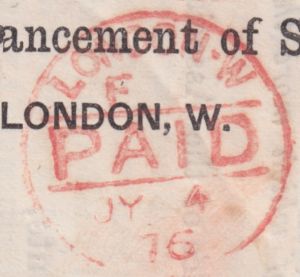 ancement of S
LONDON·W
E
LONDON, W.
PAID
JY 4
76